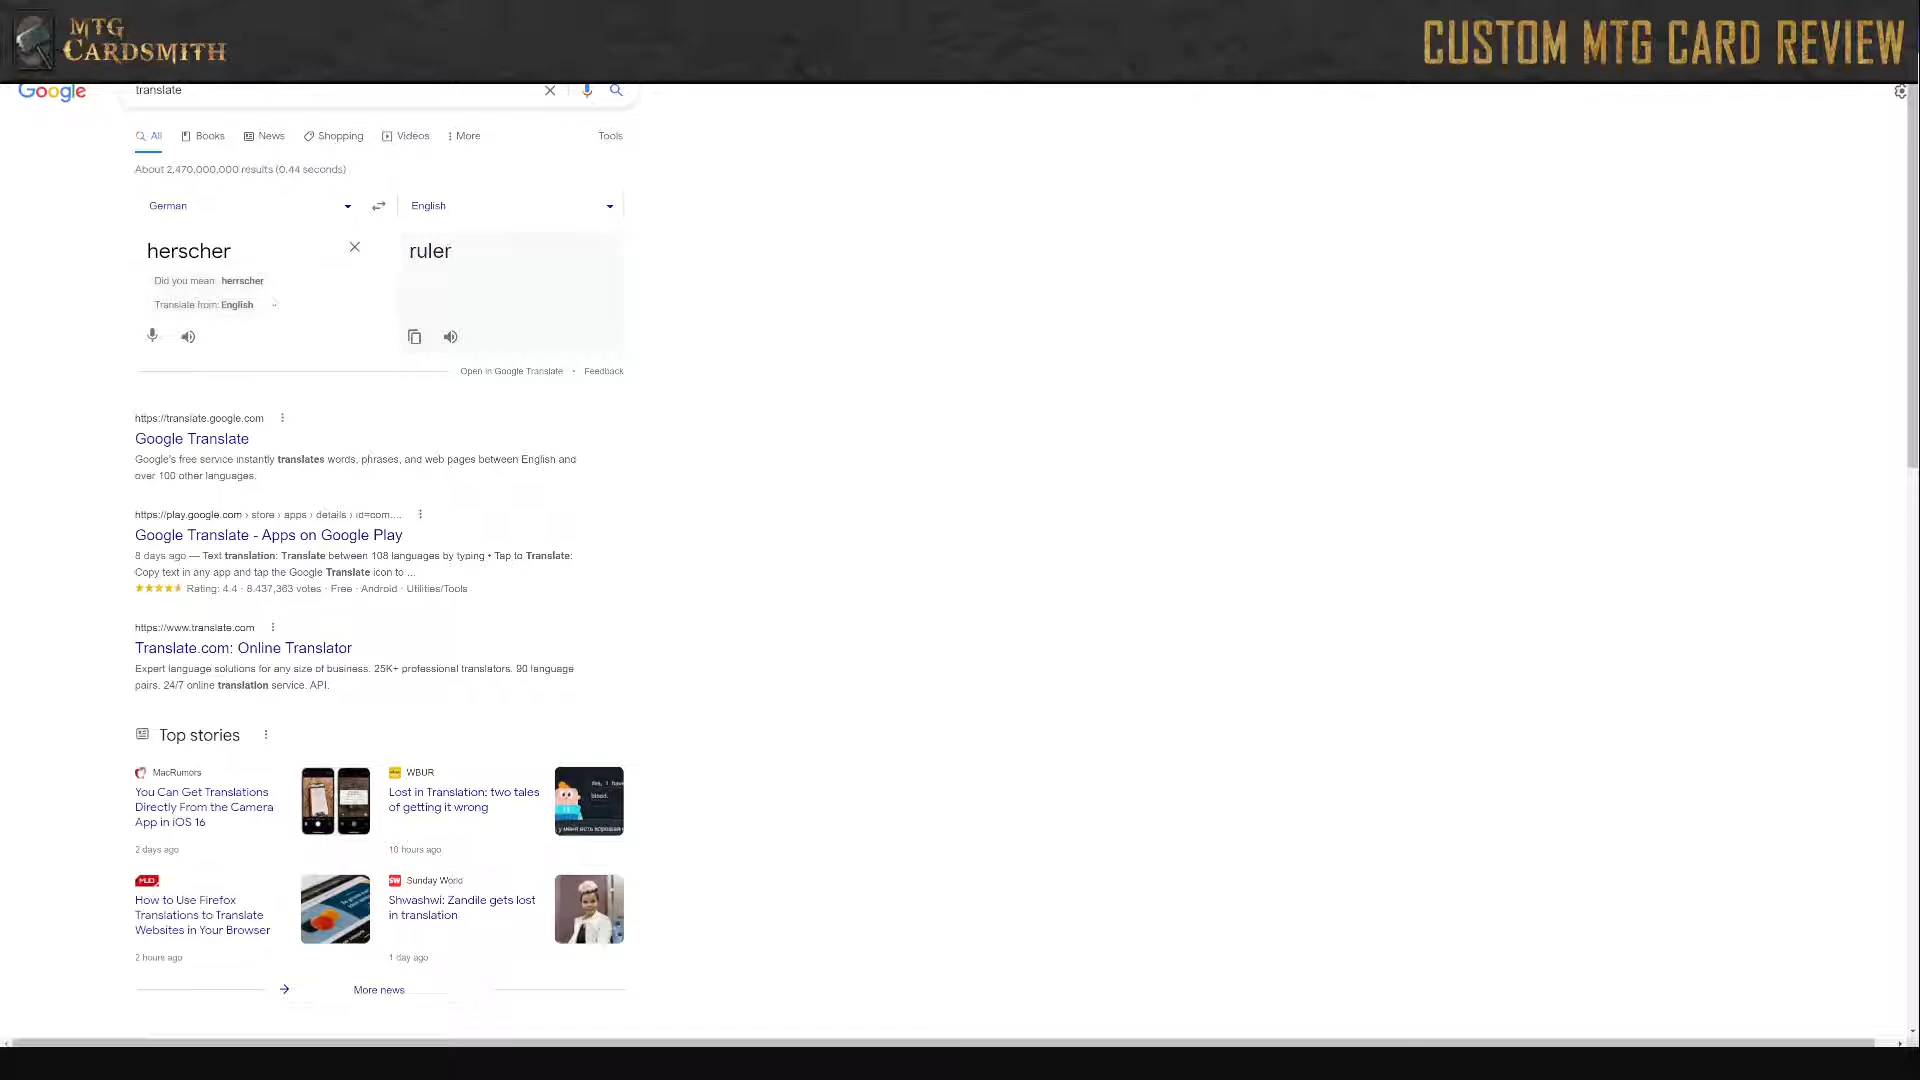 MTG
CARDSMITH
CUSTOM MTG CARD REVIEW
Google
translate
All
Books
News
Shopping
Videos
More
Tools
About 2,470,000,000 results (0.44 seconds)
German
English
herscher
ruler
Did you mean: herrscher
Translate from: English
Open in Google Translate • Feedback
https://translate.google.com
Google Translate
Google's free service instantly translates words, phrases, and web pages between English and
over 100 other languages.
https://play.google.com › store › apps › details › id=com....
Google Translate - Apps on Google Play
8 days ago — Text translation: Translate between 108 languages by typing • Tap to Translate:
Copy text in any app and tap the Google Translate icon to ...
Rating: 4.4 · 8,437,363 votes · Free · Android · Utilities/Tools
https://www.translate.com
Translate.com: Online Translator
Expert language solutions for any size of business. 25K+ professional translators. 90 language
pairs. 24/7 online translation service. API.
Top stories
MacRumors
You Can Get Translations
Directly From the Camera
App in iOS 16
2 days ago
WBUR
Lost in Translation: two tales
of getting it wrong
10 hours ago
Yes, I have
blood.
у меня есть хорошая
MUO
How to Use Firefox
Translations to Translate
Websites in Your Browser
2 hours ago
SW
Sunday World
Shwashwi: Zandile gets lost
in translation
1 day ago
More news